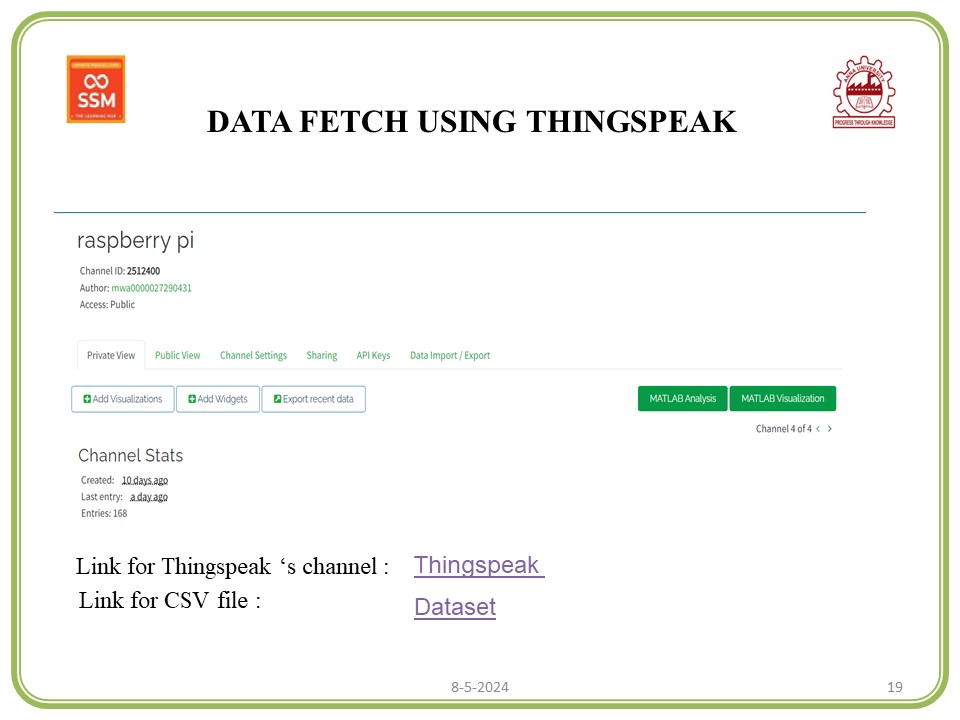 SSM
THE LEARNING HUB
ANNA UNIVERSITY
PROGRESS THROUGH KNOWLEDGE
DATA FETCH USING THINGSPEAK
raspberry pi
Channel ID: 2512400
Author: mwa0000027290431
Access: Public
Private View Public View Channel Settings Sharing API Keys Data Import / Export
Add Visualizations Add Widgets Export recent data MATLAB Analysis MATLAB Visualization
Channel 4 of 4 < >
Channel Stats
Created: 10 days ago
Last entry: a day ago
Entries: 168
Link for Thingspeak ‘s channel : Thingspeak
Link for CSV file : Dataset
8-5-2024 19